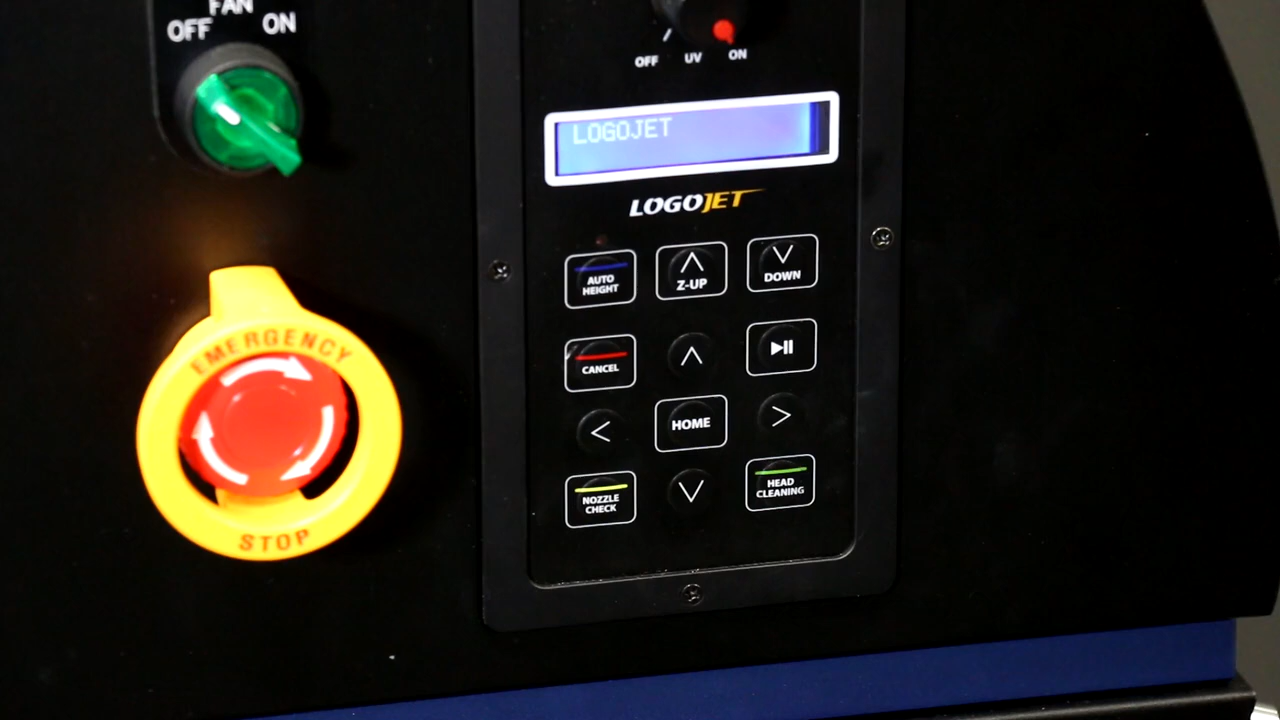 FAN
OFF ON
OFF UV ON
LOGOJET
LOGOJET
AUTO
HEIGHT
Z-UP
DOWN
CANCEL
HOME
NOZZLE
CHECK
HEAD
CLEANING
EMERGENCY
STOP